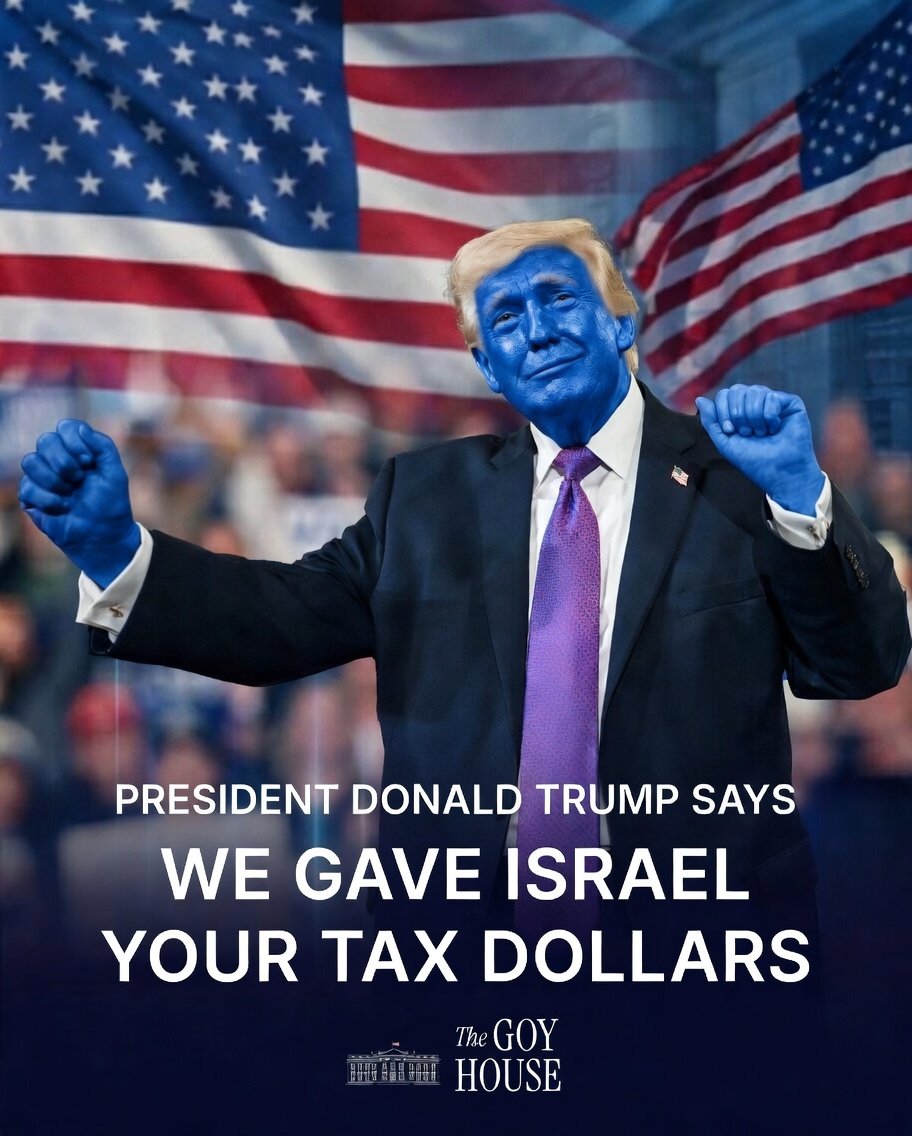 PRESIDENT DONALD TRUMP SAYS
WE GAVE ISRAEL
YOUR TAX DOLLARS
The GOY
HOUSE